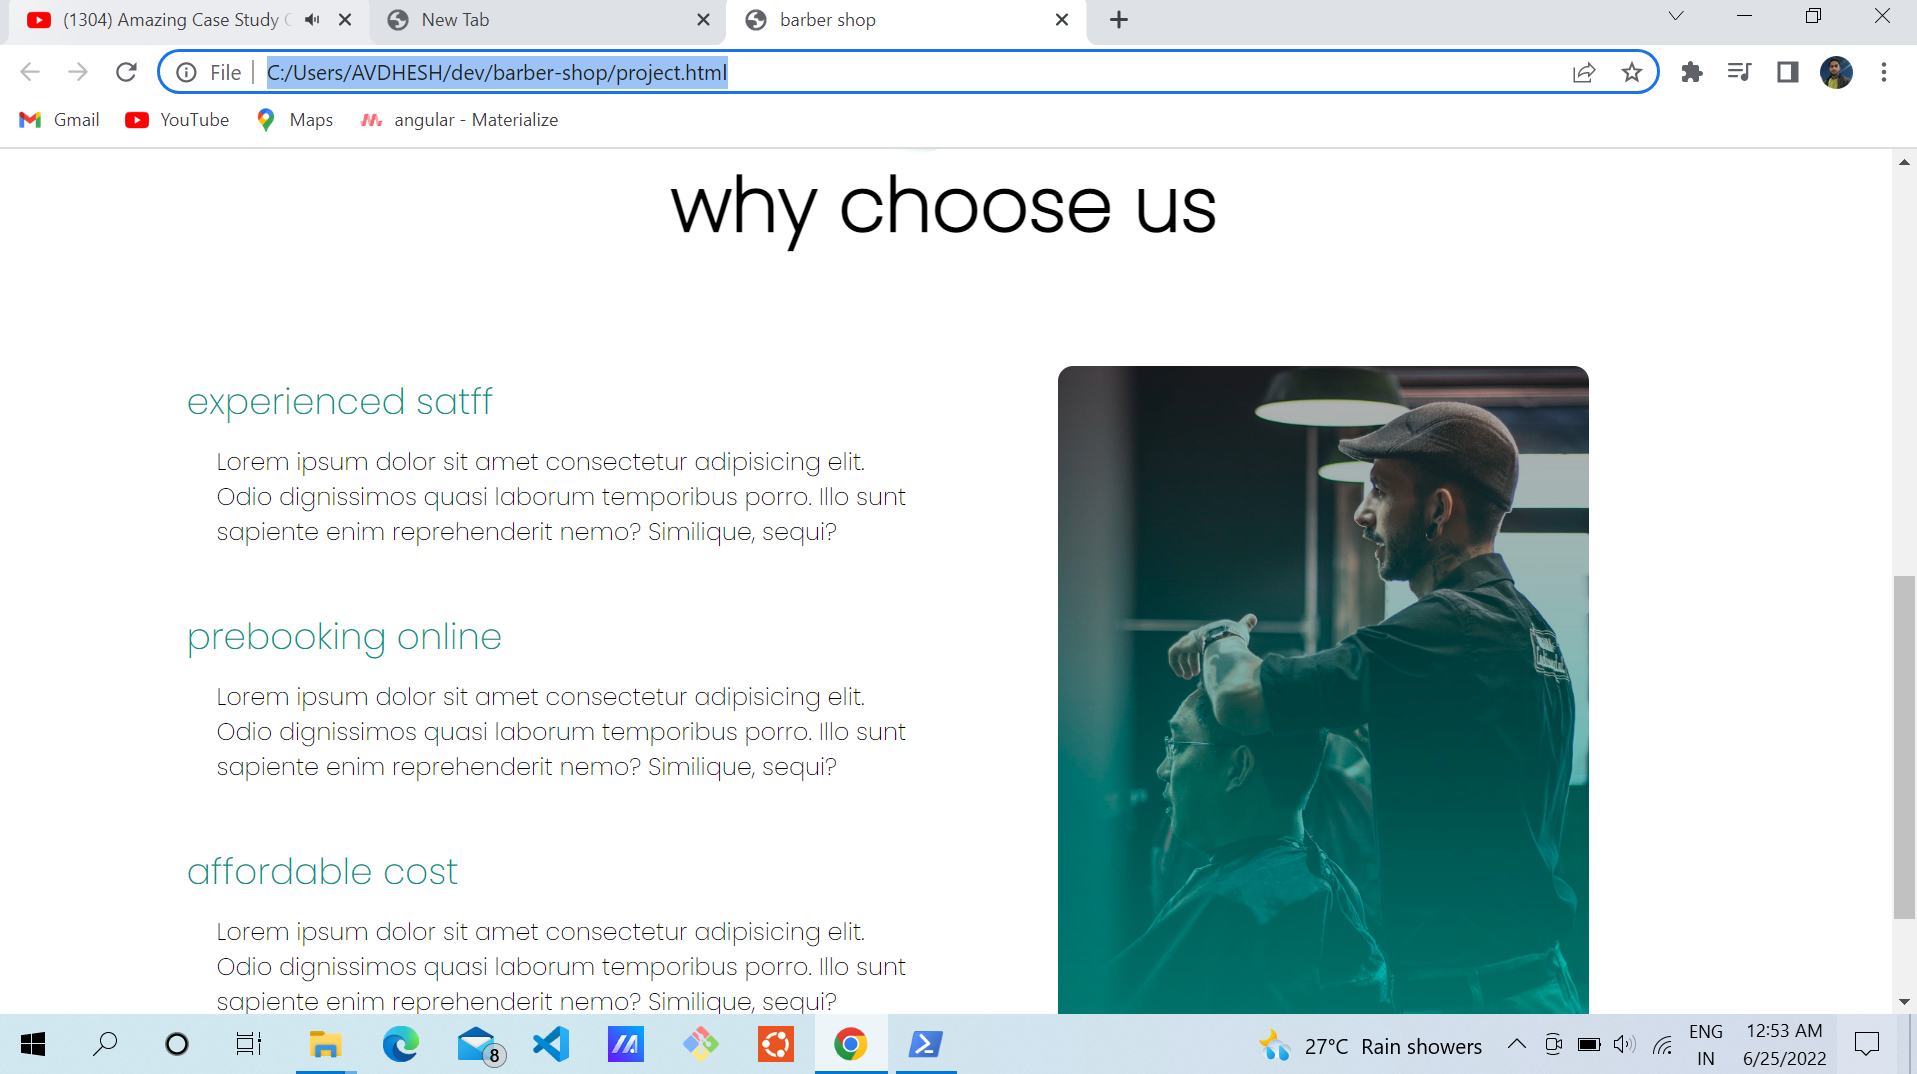 (1304) Amazing Case Study
New Tab
barber shop
File
C:/Users/AVDHESH/dev/barber-shop/project.html
Gmail
YouTube
Maps
angular - Materialize
why choose us
experienced satff
Lorem ipsum dolor sit amet consectetur adipisicing elit.
Odio dignissimos quasi laborum temporibus porro. Illo sunt
sapiente enim reprehenderit nemo? Similique, sequi?
prebooking online
Lorem ipsum dolor sit amet consectetur adipisicing elit.
Odio dignissimos quasi laborum temporibus porro. Illo sunt
sapiente enim reprehenderit nemo? Similique, sequi?
affordable cost
Lorem ipsum dolor sit amet consectetur adipisicing elit.
Odio dignissimos quasi laborum temporibus porro. Illo sunt
sapiente enim reprehenderit nemo? Similique, sequi?
8
27°C Rain showers
ENG
IN
12:53 AM
6/25/2022